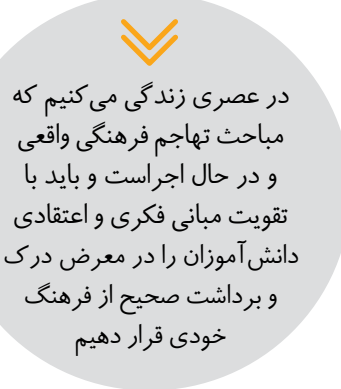 در عصری زندگی می‌کنیم که
مباحث تهاجم فرهنگی واقعی
و در حال اجراست و باید با
تقویت مبانی فکری و اعتقادی
دانش‌آموزان را در معرض درک
و برداشت صحیح از فرهنگ
خودی قرار دهیم